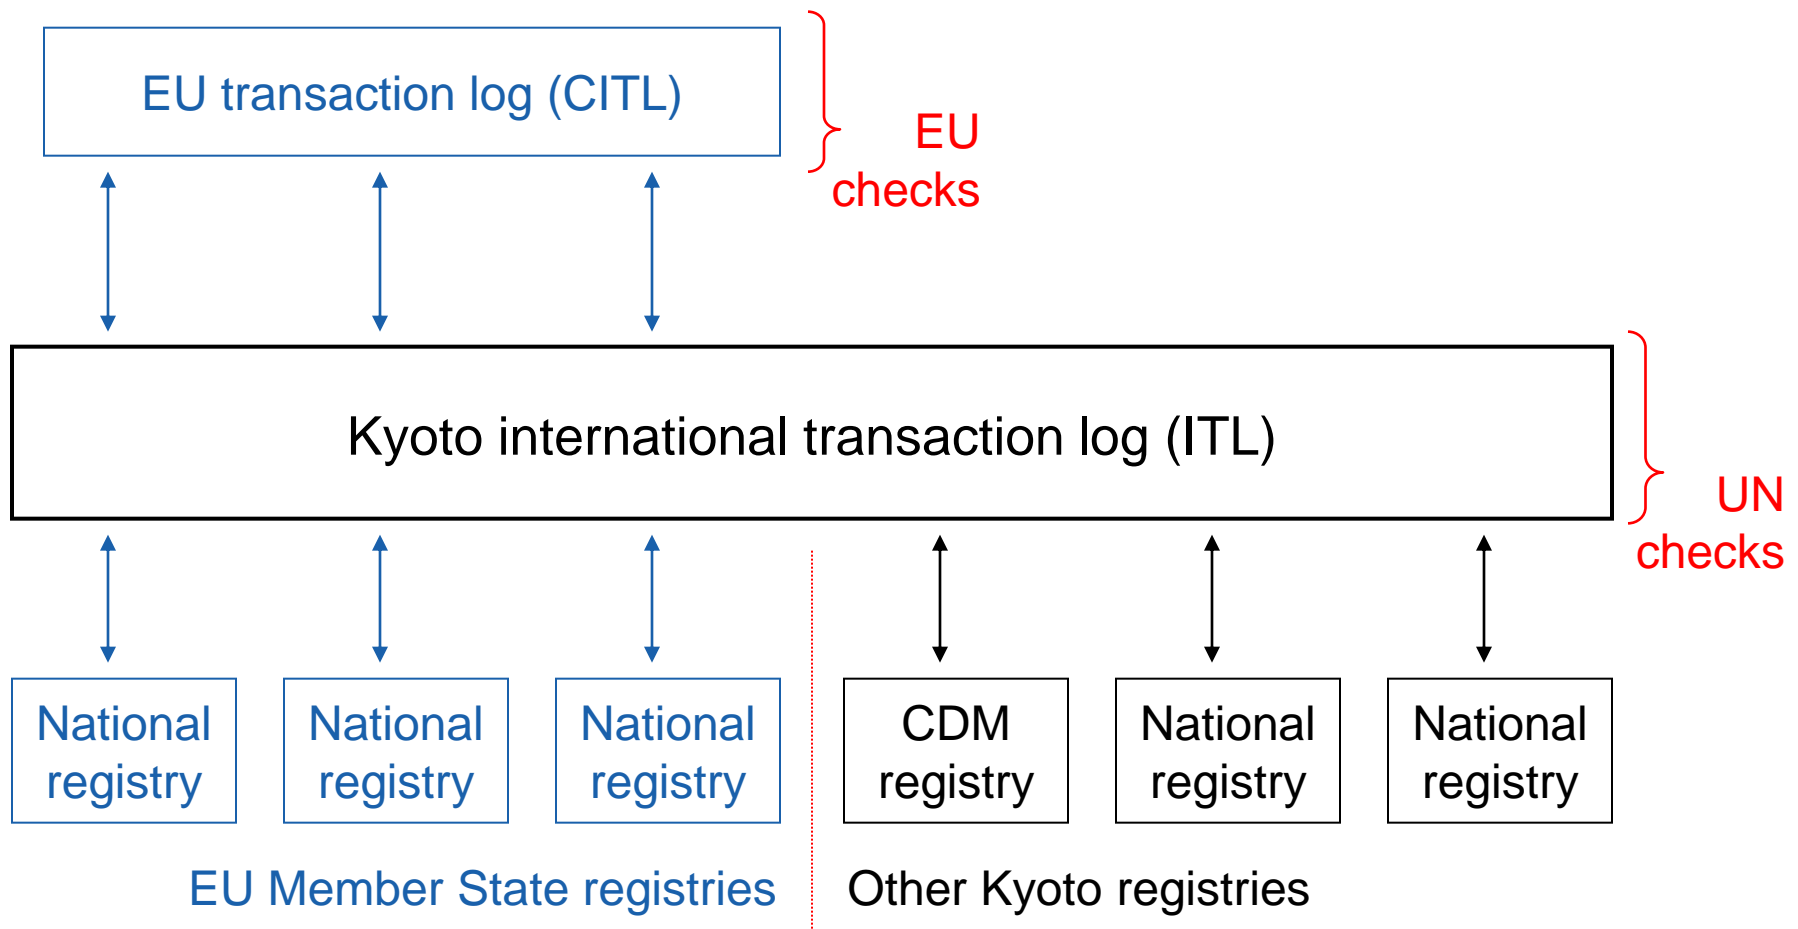 EU transaction log (CITL)
EU
checks
Kyoto international transaction log (ITL)
UN
checks
National
registry
National
registry
National
registry
CDM
registry
National
registry
National
registry
EU Member State registries
Other Kyoto registries